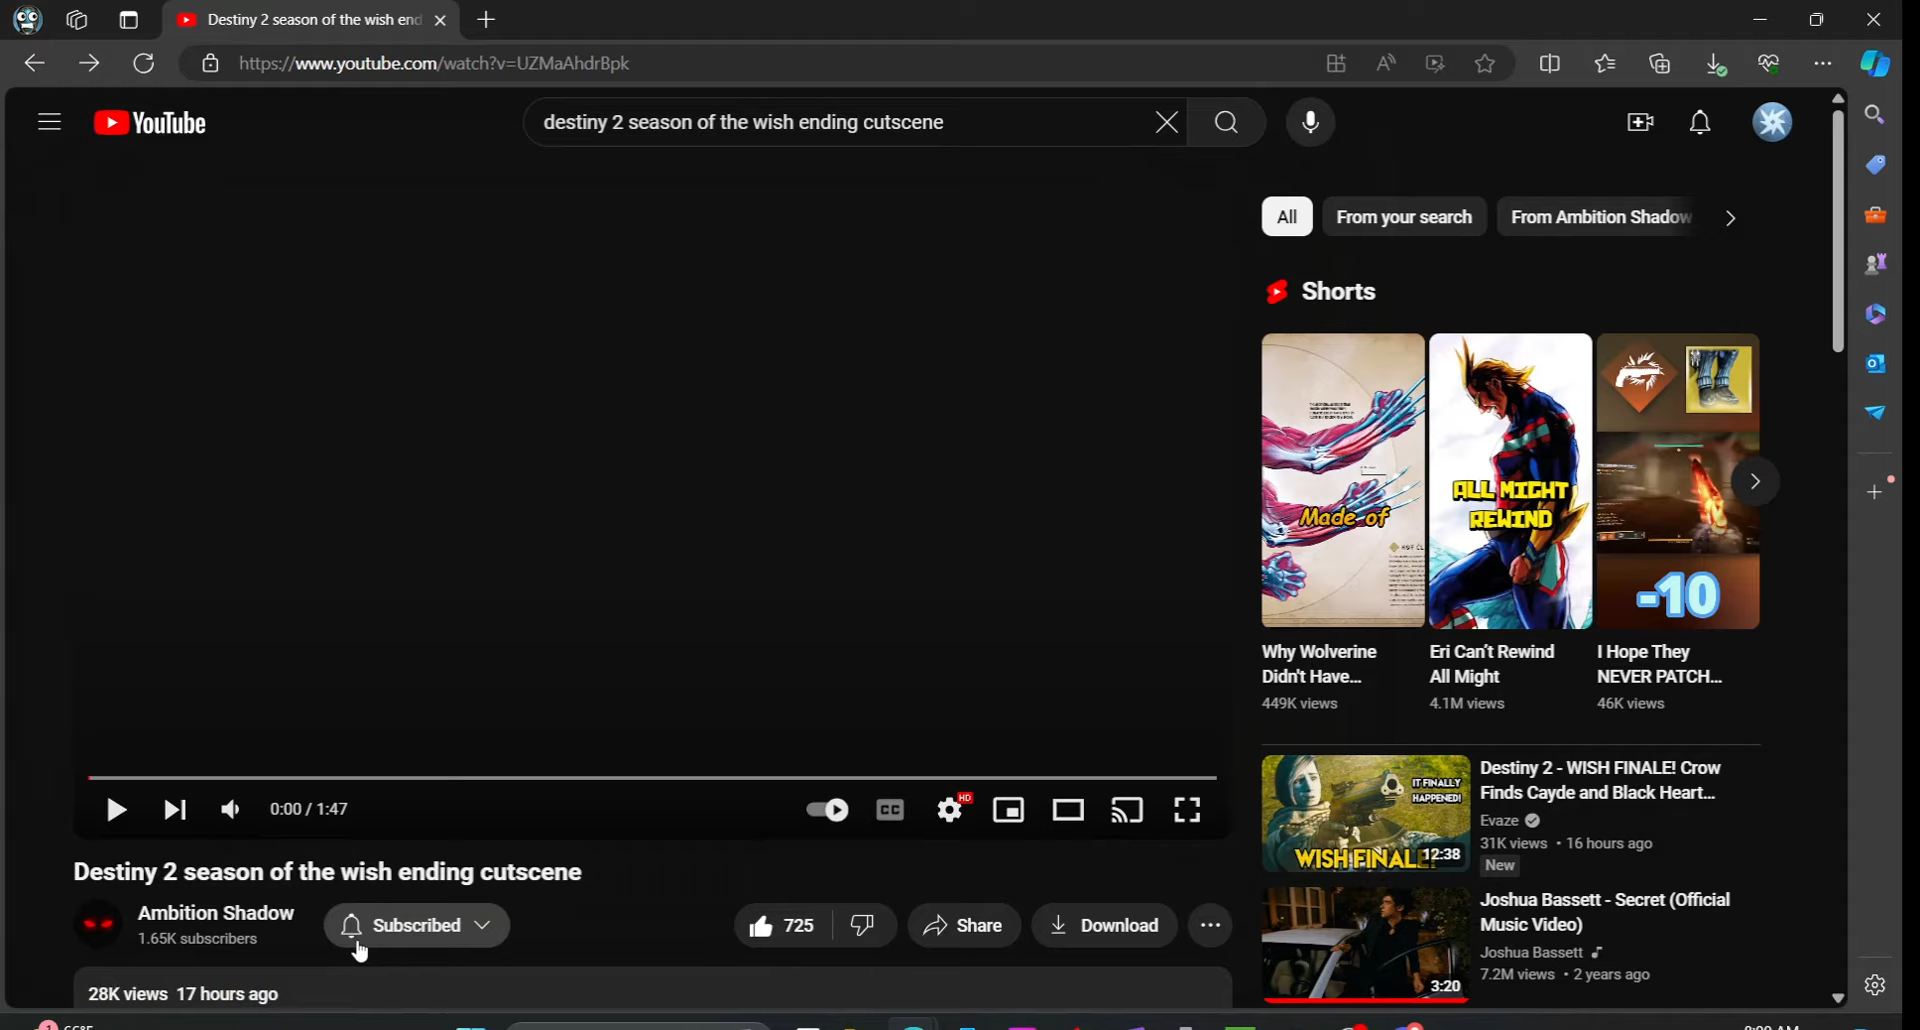 Destiny 2 season of the wish end
https://www.youtube.com/watch?v=UZMaAhdrBpk
YouTube
destiny 2 season of the wish ending cutscene
All
From your search
From Ambition Shadow
Shorts
Made of
ALL MIGHT
REWIND
-10
Why Wolverine
Didn't Have...
449K views
Eri Can't Rewind
All Might
4.1M views
I Hope They
NEVER PATCH...
46K views
0:00 / 1:47
CC
HD
Destiny 2 season of the wish ending cutscene
Ambition Shadow
1.65K subscribers
Subscribed
725
Share
Download
28K views 17 hours ago
IT FINALLY
HAPPENED!
WISH FINALE!
12:38
Destiny 2 - WISH FINALE! Crow
Finds Cayde and Black Heart...
Evaze
31K views • 16 hours ago
New
3:20
Joshua Bassett - Secret (Official
Music Video)
Joshua Bassett
7.2M views • 2 years ago